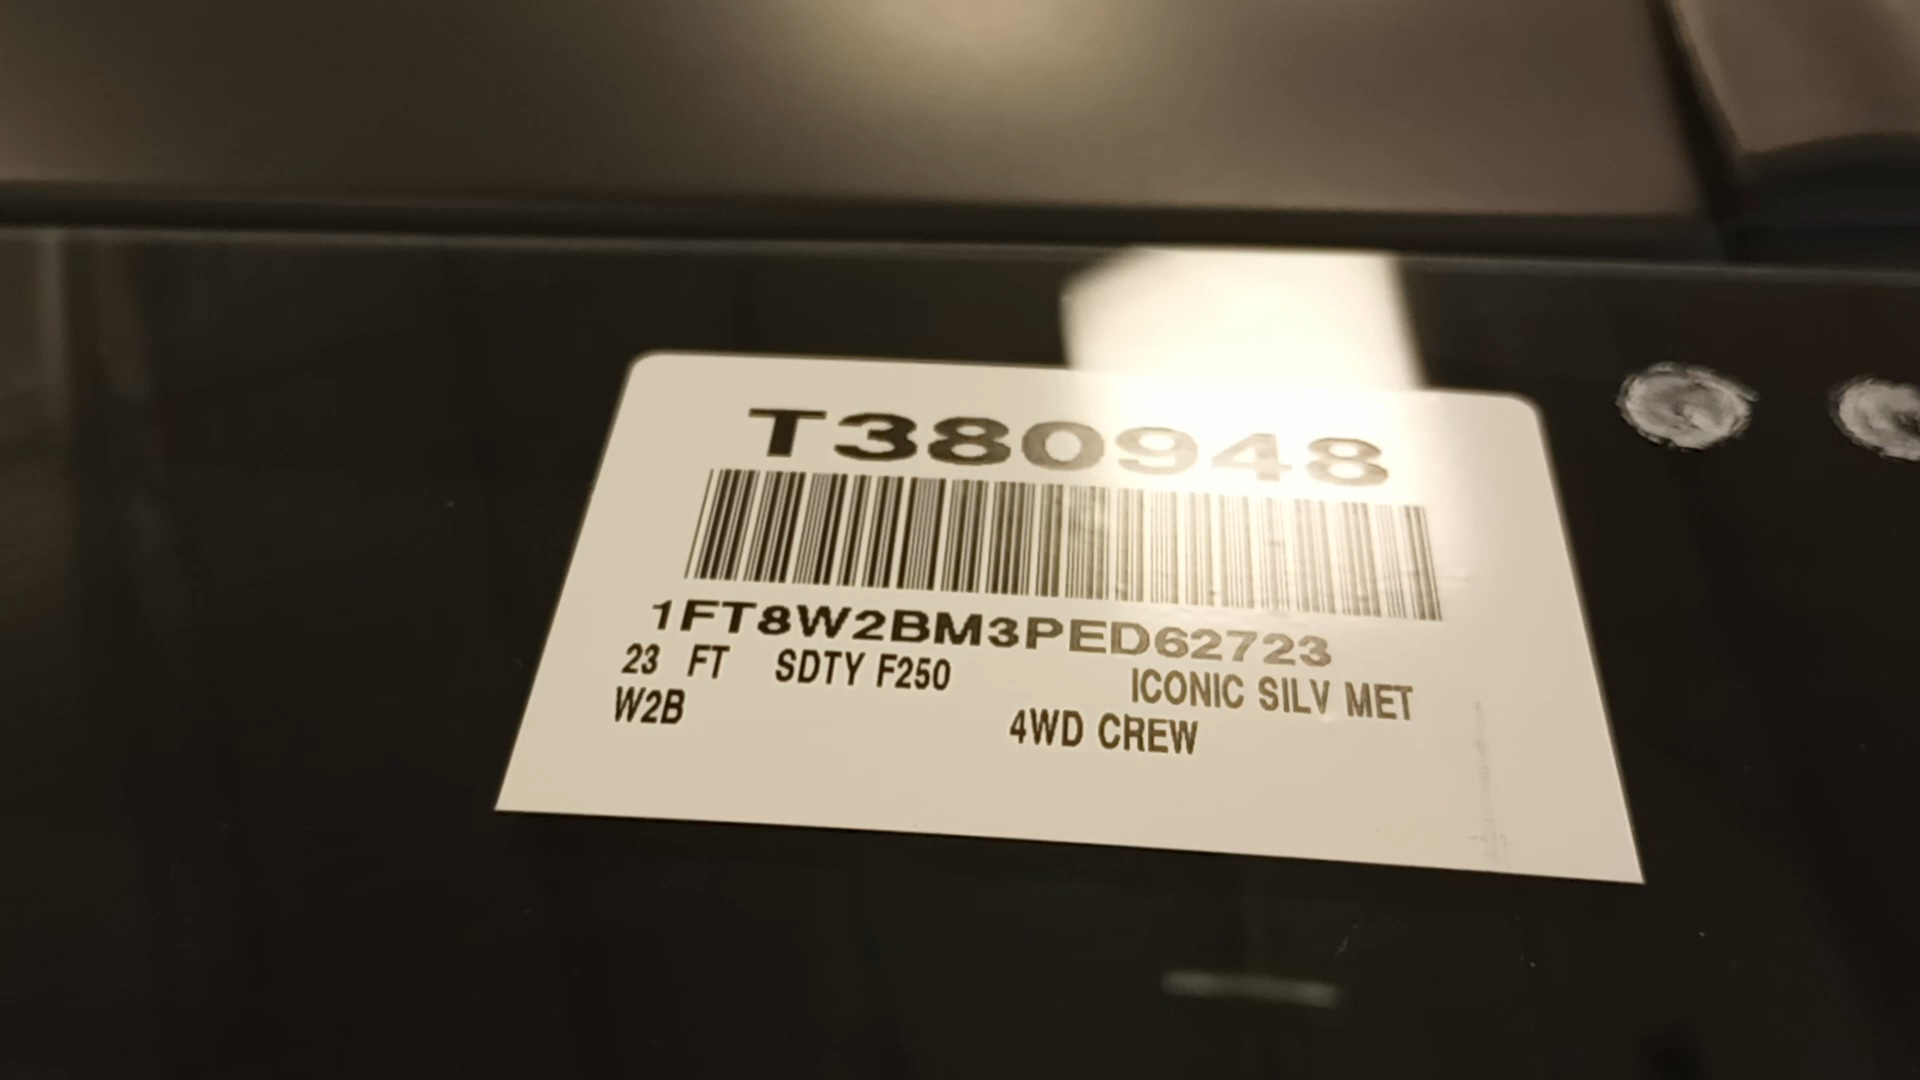 T380948
1FT8W2BM3PED62723
23 FT SDTY F250 ICONIC SILV MET
W2B 4WD CREW